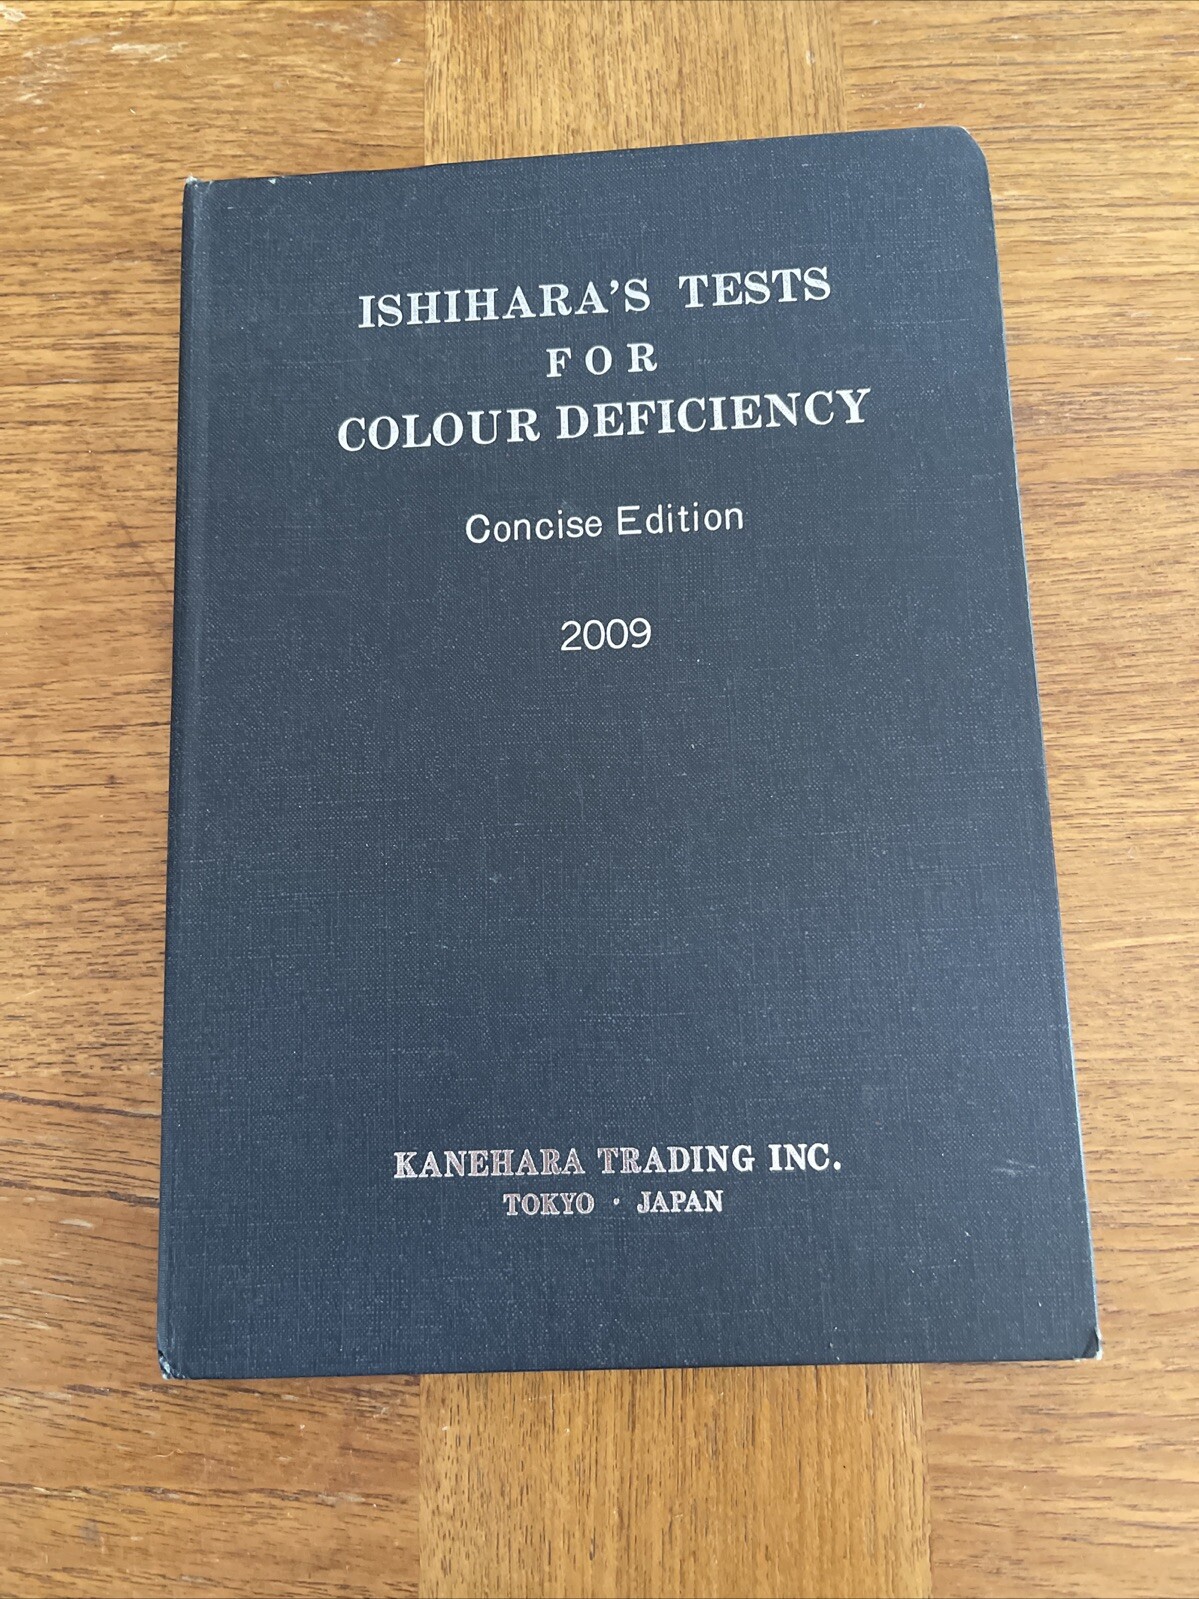 ISHIHARA'S TESTS
FOR
COLOUR DEFICIENCY
Concise Edition
2009
KANEHARA TRADING INC.
TOKYO · JAPAN